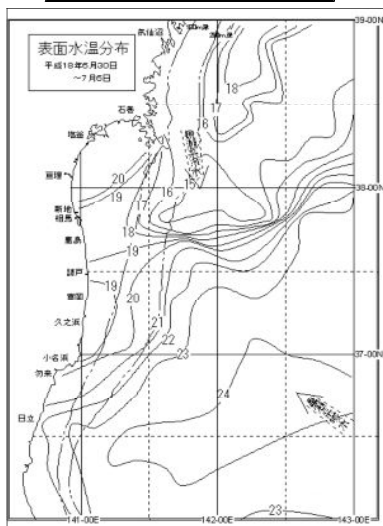 気仙沼
39-00N
表面水温分布
平成18年6月30日
～7月6日
18
17
16
石巻
塩釜
15
亘理
20
16
19
38-00N
17
新地
相馬
18
鹿島
19
請戸
19
20
富岡
久之浜
21
22
小名浜
23
37-00N
勿来
24
日立
23
141-00E
142-00E
143-00E